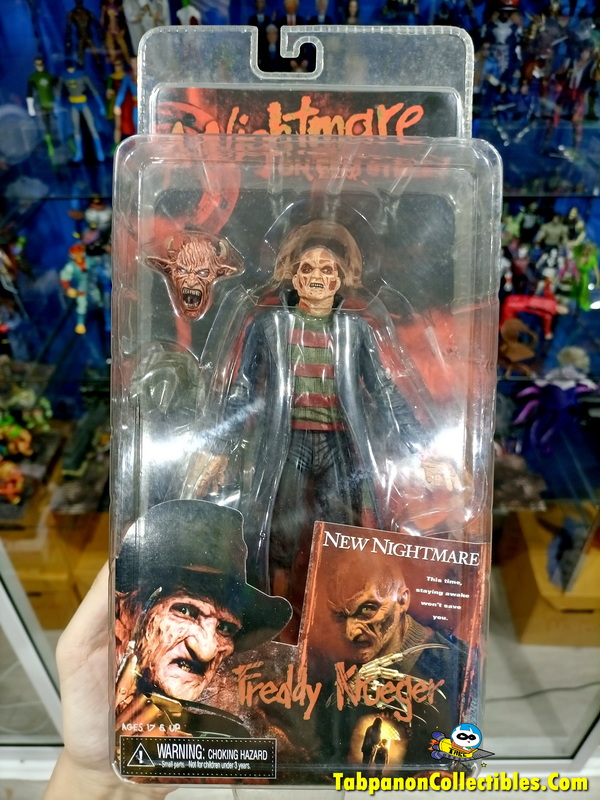 Nightmare
NEW NIGHTMARE
This time,
staying awake
won't save
you.
Freddy Krueger
AGES 17 & UP
WARNING: CHOKING HAZARD
Small parts. Not for children under 3 years.
TabpanonCollectibles.Com